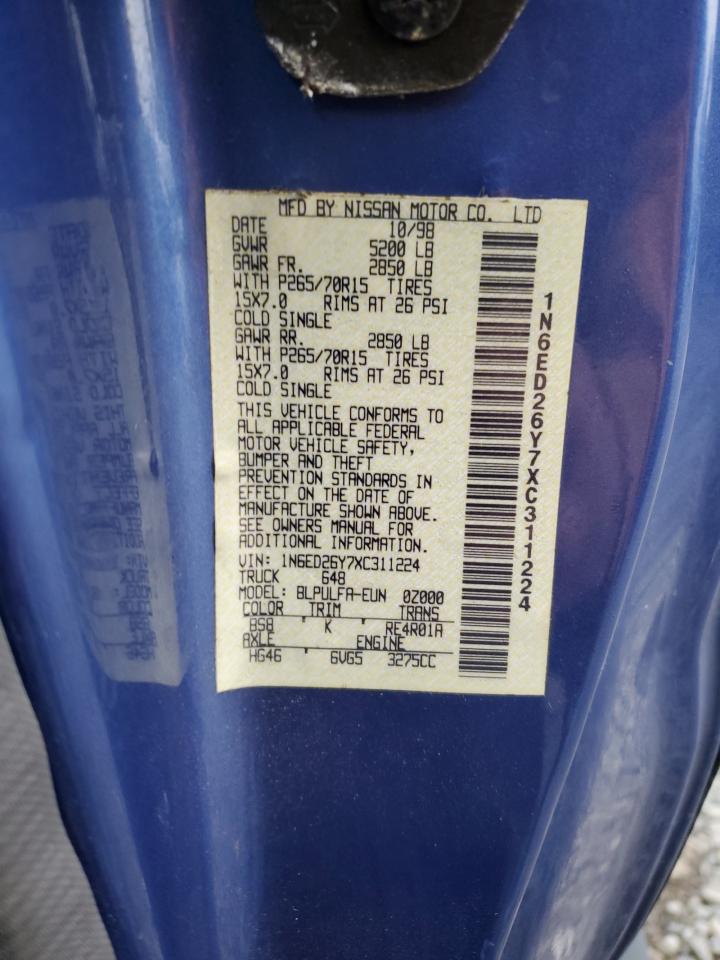 MFD BY NISSAN MOTOR CO. LTD
DATE 10/98
GVWR 5200 LB
GAWR FR. 2850 LB
WITH P265/70R15 TIRES
15X7.0 RIMS AT 26 PSI
COLD SINGLE
GAWR RR. 2850 LB
WITH P265/70R15 TIRES
15X7.0 RIMS AT 26 PSI
COLD SINGLE
THIS VEHICLE CONFORMS TO
ALL APPLICABLE FEDERAL
MOTOR VEHICLE SAFETY,
BUMPER AND THEFT
PREVENTION STANDARDS IN
EFFECT ON THE DATE OF
MANUFACTURE SHOWN ABOVE.
SEE OWNERS MANUAL FOR
ADDITIONAL INFORMATION.
VIN: 1N6ED26Y7XC311224
TRUCK 648
MODEL: BLPULFA-EUN 0Z000
COLOR TRIM TRANS
BS8 K RE4R01A
AXLE ENGINE
HG46 6VG5 3275CC
1N6ED26Y7XC311224